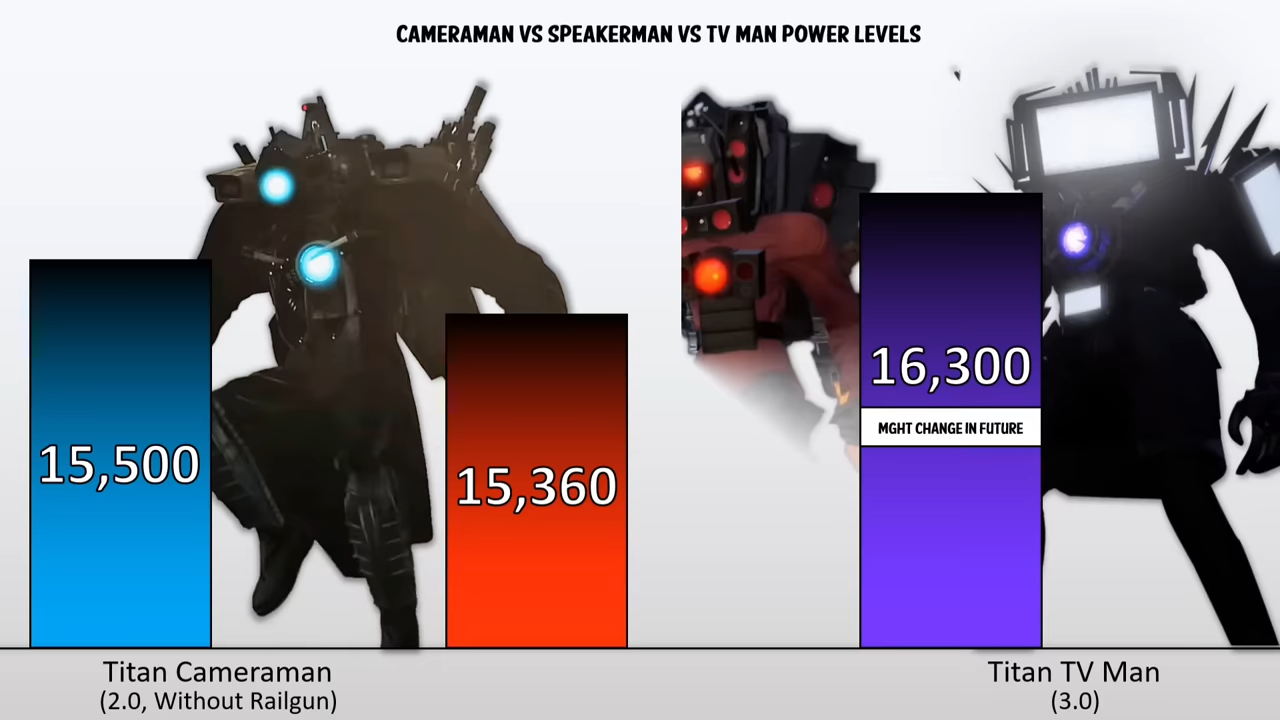 CAMERAMAN VS SPEAKERMAN VS TV MAN POWER LEVELS
15,500
15,360
16,300
MGHT CHANGE IN FUTURE
Titan Cameraman
(2.0, Without Railgun)
Titan TV Man
(3.0)